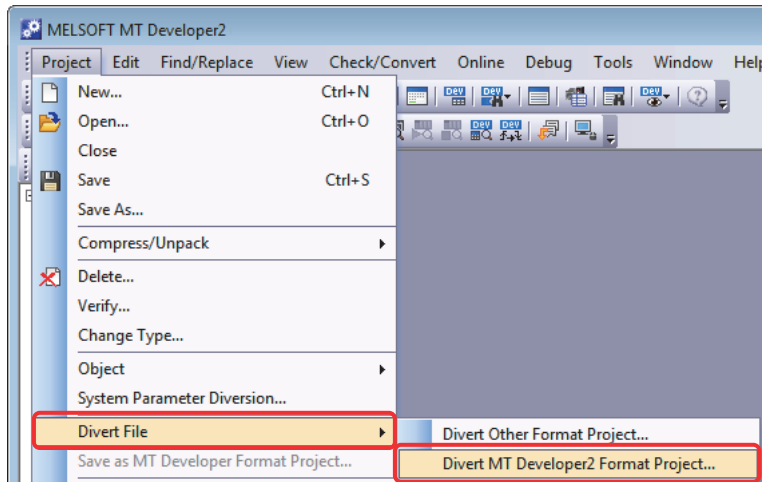 MELSOFT MT Developer2
Project Edit Find/Replace View Check/Convert Online Debug Tools Window Help
New... Ctrl+N
Open... Ctrl+O
Close
Save Ctrl+S
Save As...
Compress/Unpack
Delete...
Verify...
Change Type...
Object
System Parameter Diversion...
Divert File
Divert Other Format Project...
Save as MT Developer Format Project...
Divert MT Developer2 Format Project...